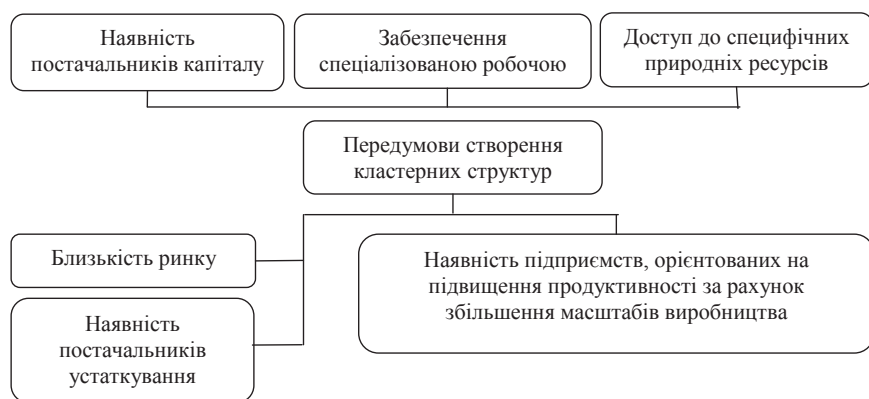 Наявність
постачальників капіталу
Забезпечення
спеціалізованою робочою
Доступ до специфічних
природніх ресурсів
Передумови створення
кластерних структур
Близькість ринку
Наявність
постачальників
устаткування
Наявність підприємств, орієнтованих на
підвищення продуктивності за рахунок
збільшення масштабів виробництва